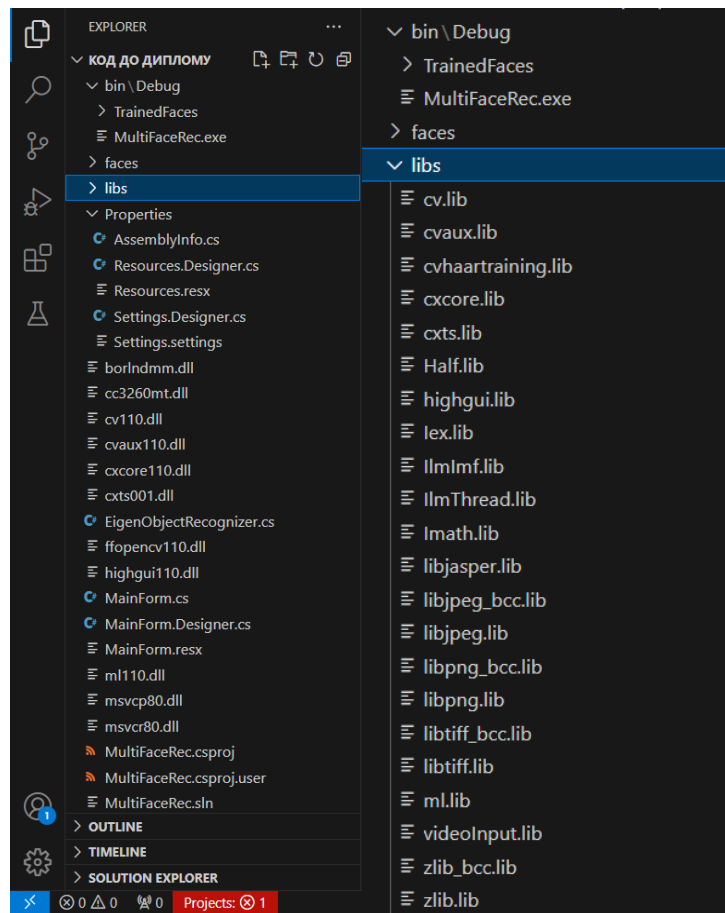 EXPLORER
КОД ДО ДИПЛОМУ
bin\Debug
TrainedFaces
MultiFaceRec.exe
faces
libs
Properties
AssemblyInfo.cs
Resources.Designer.cs
Resources.resx
Settings.Designer.cs
Settings.settings
borlndmm.dll
cc3260mt.dll
cv110.dll
cvaux110.dll
cxcore110.dll
cxts001.dll
EigenObjectRecognizer.cs
ffopencv110.dll
highgui110.dll
MainForm.cs
MainForm.Designer.cs
MainForm.resx
ml110.dll
msvcp80.dll
msvcr80.dll
MultiFaceRec.csproj
MultiFaceRec.csproj.user
MultiFaceRec.sln
OUTLINE
TIMELINE
SOLUTION EXPLORER
1
0 0 0 Projects: 1
bin\Debug
TrainedFaces
MultiFaceRec.exe
faces
libs
cv.lib
cvaux.lib
cvhaartraining.lib
cxcore.lib
cxts.lib
Half.lib
highgui.lib
Iex.lib
IlmImf.lib
IlmThread.lib
Imath.lib
libjasper.lib
libjpeg_bcc.lib
libjpeg.lib
libpng_bcc.lib
libpng.lib
libtiff_bcc.lib
libtiff.lib
ml.lib
videoInput.lib
zlib_bcc.lib
zlib.lib